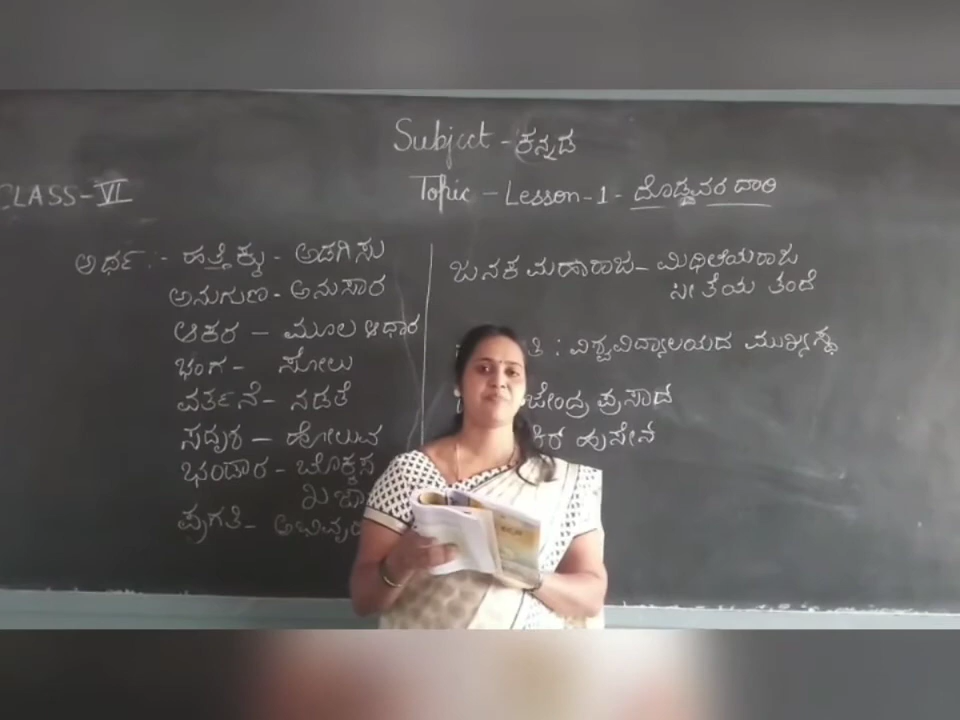 Subject - ಕನ್ನಡ
CLASS-VI
Topic - Lesson-1- ದೊಡ್ಡವರ ದಾರಿ
ಅರ್ಥ :- ಹತ್ತಿಕ್ಕು - ಅಡಗಿಸು
ಅನುಗುಣ - ಅನುಸಾರ
ಆಕರ - ಮೂಲ ಆಧಾರ
ಭಂಗ - ಸೋಲು
ವರ್ತನೆ - ನಡತೆ
ಸದೃಶ - ಹೋಲುವ
ಭಂಡಾರ - ಬೊಕ್ಕಸ
ಪ್ರಗತಿ -
ಜನಕ ಮಹಾರಾಜ - ಮಿಥಿಲೆಯರಾಜ
ಸೀತೆಯ ತಂದೆ
: ವಿಶ್ವವಿದ್ಯಾಲಯದ ಮುಖ್ಯಸ್ಥ
ಜೇಂದ್ರ ಪ್ರಸಾದ
ಹುಸೇನ